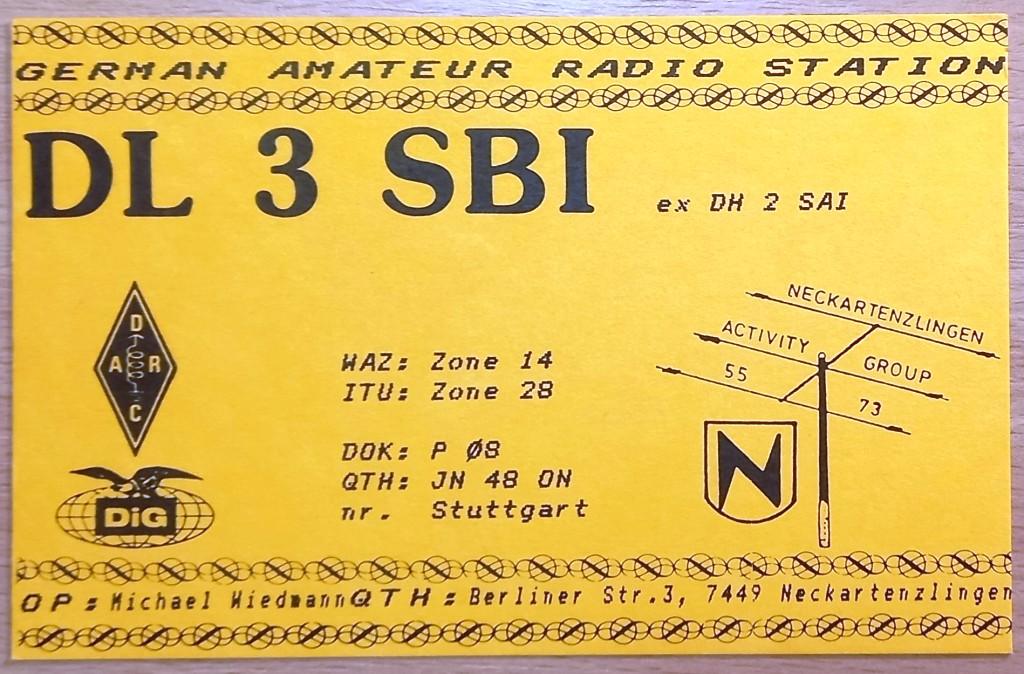 GERMAN AMATEUR RADIO STATION
DL 3 SBI
ex DH 2 SAI
D
A R
C
DiG
WAZ: Zone 14
ITU: Zone 28
DOK: P Ø8
QTH: JN 48 ON
nr. Stuttgart
NECKARTENZLINGEN
ACTIVITY GROUP
55 73
N
OP: Michael Wiedmann QTH: Berliner Str.3, 7449 Neckartenzlingen